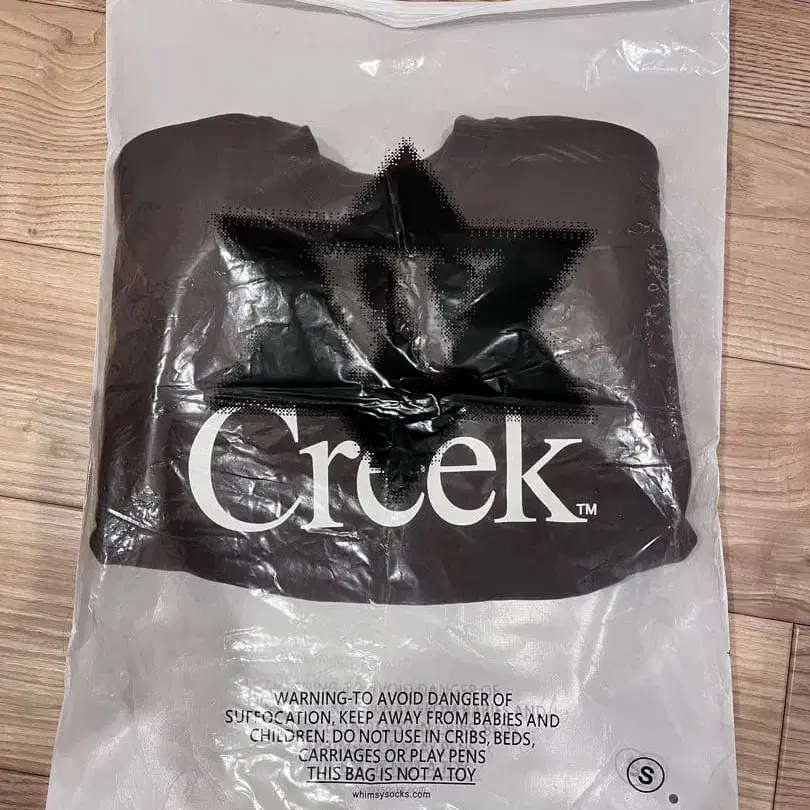 Creek™
WARNING-TO AVOID DANGER OF
SUFFOCATION, KEEP AWAY FROM BABIES AND
CHILDREN. DO NOT USE IN CRIBS, BEDS,
CARRIAGES OR PLAY PENS
THIS BAG IS NOT A TOY
whimsysocks.com
S